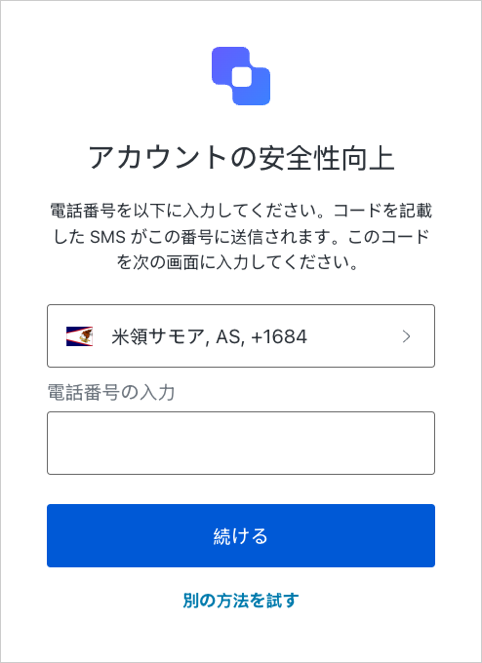 アカウントの安全性向上
電話番号を以下に入力してください。コードを記載
した SMS がこの番号に送信されます。このコード
を次の画面に入力してください。
米領サモア, AS, +1684
電話番号の入力
続ける
別の方法を試す